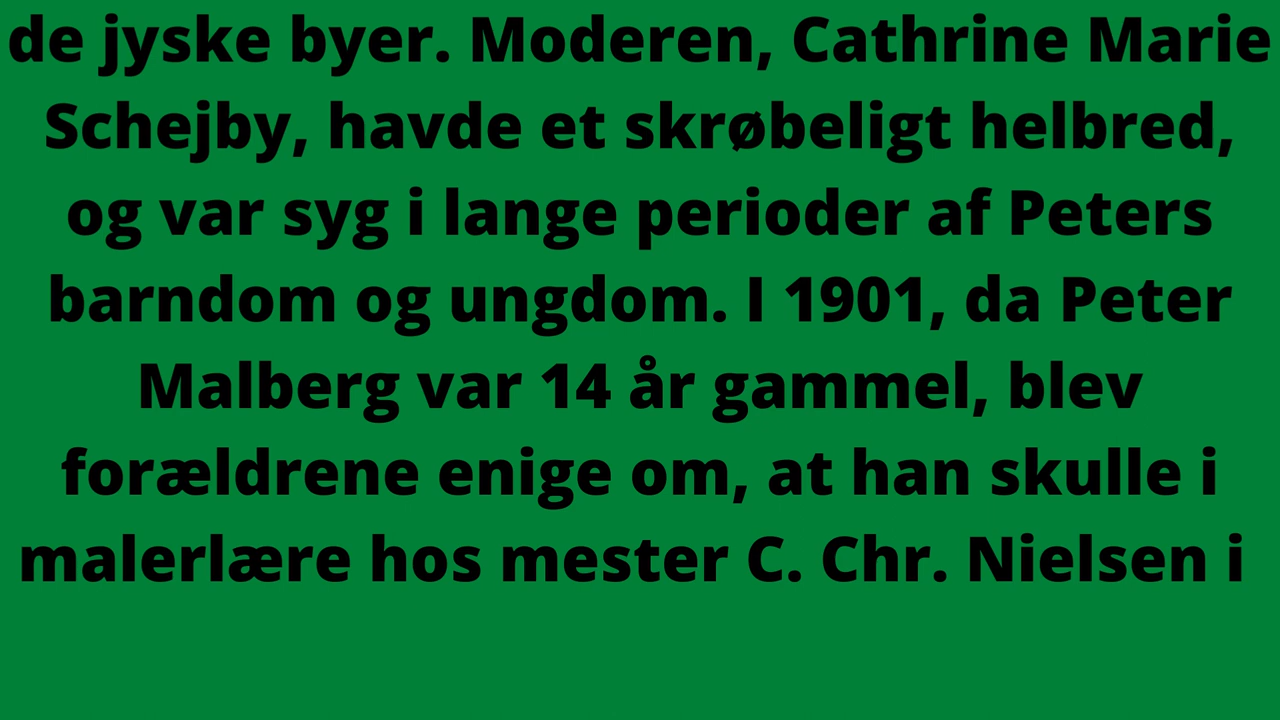 de jyske byer. Moderen, Cathrine Marie
Schejby, havde et skrøbeligt helbred,
og var syg i lange perioder af Peters
barndom og ungdom. I 1901, da Peter
Malberg var 14 år gammel, blev
forældrene enige om, at han skulle i
malerlære hos mester C. Chr. Nielsen i